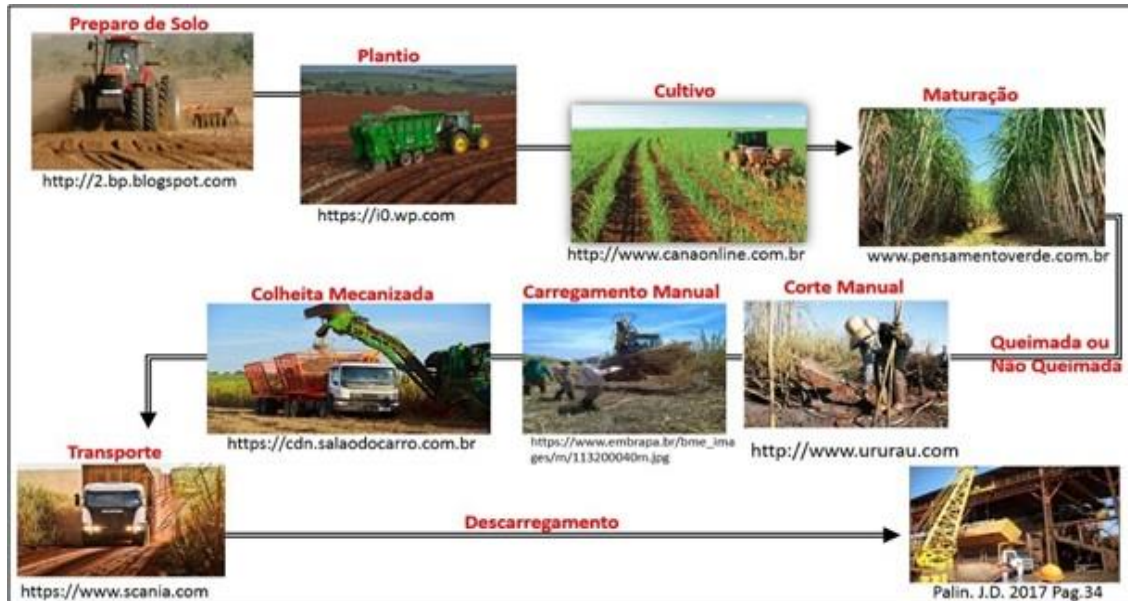 Preparo de Solo
http://2.bp.blogspot.com
Plantio
https://i0.wp.com
Cultivo
http://www.canaonline.com.br
Maturação
www.pensamentoverde.com.br
Queimada ou
Não Queimada
Corte Manual
http://www.ururau.com
Carregamento Manual
https://www.embrapa.br/bme_ima
ges/m/113200040m.jpg
Colheita Mecanizada
https://cdn.salaodocarro.com.br
Transporte
https://www.scania.com
Descarregamento
Palin. J.D. 2017 Pag.34